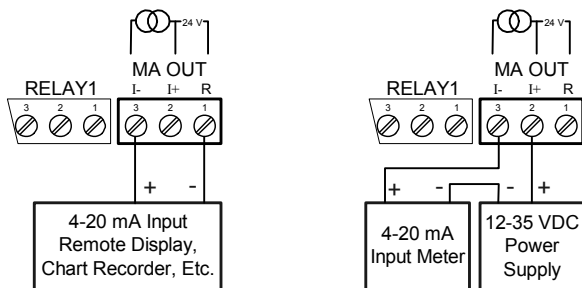 24 V
MA OUT
RELAY1 I- I+ R
3 2 1 3 2 1
+ -
4-20 mA Input
Remote Display,
Chart Recorder, Etc.
24 V
MA OUT
RELAY1 I- I+ R
3 2 1 3 2 1
+ - - +
4-20 mA
Input Meter
12-35 VDC
Power
Supply